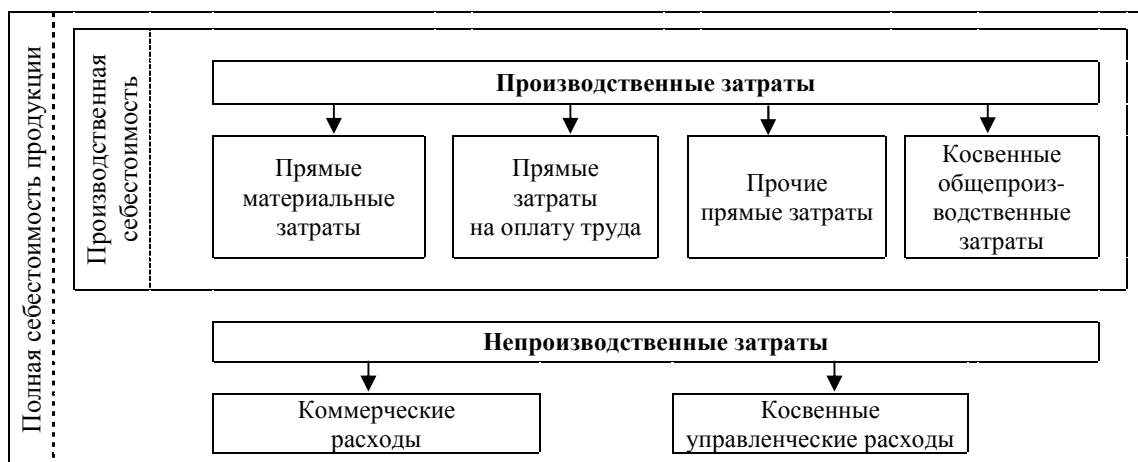 Полная себестоимость продукции
Производственная
себестоимость
Производственные затраты
Прямые
материальные
затраты
Прямые
затраты
на оплату труда
Прочие
прямые затраты
Косвенные
общепроиз-
водственные
затраты
Непроизводственные затраты
Коммерческие
расходы
Косвенные
управленческие расходы